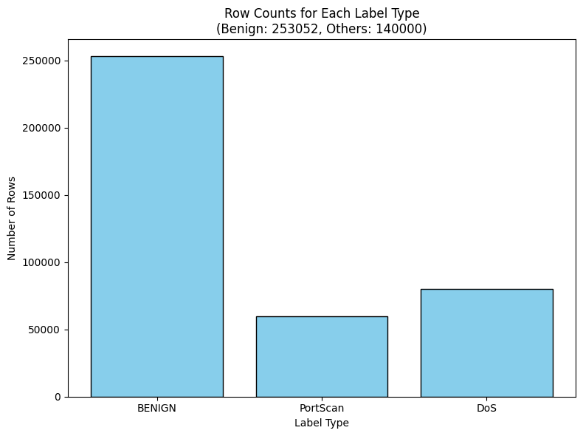 Row Counts for Each Label Type
(Benign: 253052, Others: 140000)
Number of Rows
250000
200000
150000
100000
50000
0
BENIGN
PortScan
DoS
Label Type